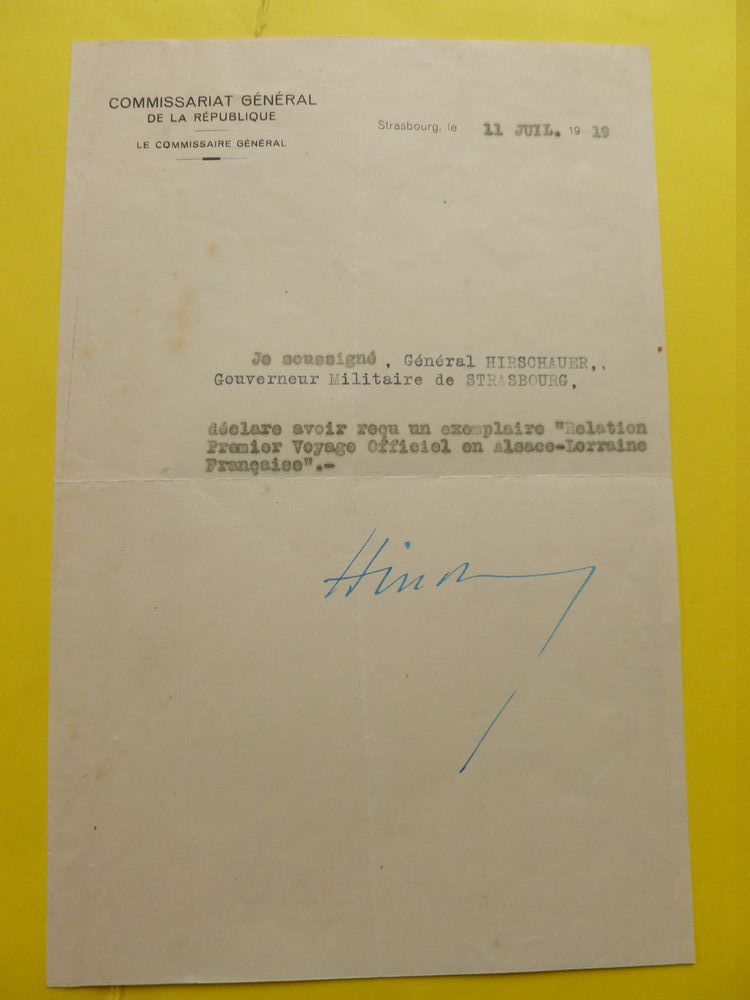 COMMISSARIAT GÉNÉRAL
DE LA RÉPUBLIQUE
LE COMMISSAIRE GÉNÉRAL
Strasbourg, le 11 JUIL. 19 19
Je soussigné , Général HIRSCHAUER,,
Gouverneur Militaire de STRASBOURG,
déclare avoir reçu un exemplaire "Relation
Premier Voyage Officiel en Alsace-Lorraine
Française".-